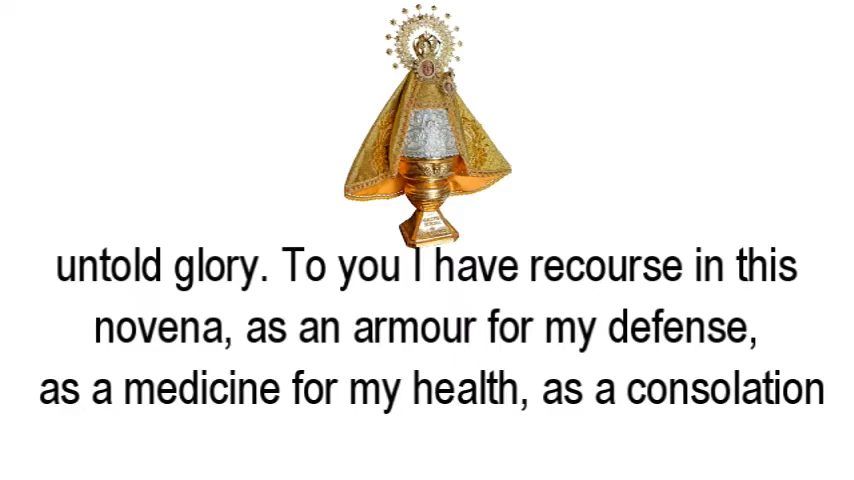 untold glory. To you I have recourse in this
novena, as an armour for my defense,
as a medicine for my health, as a consolation